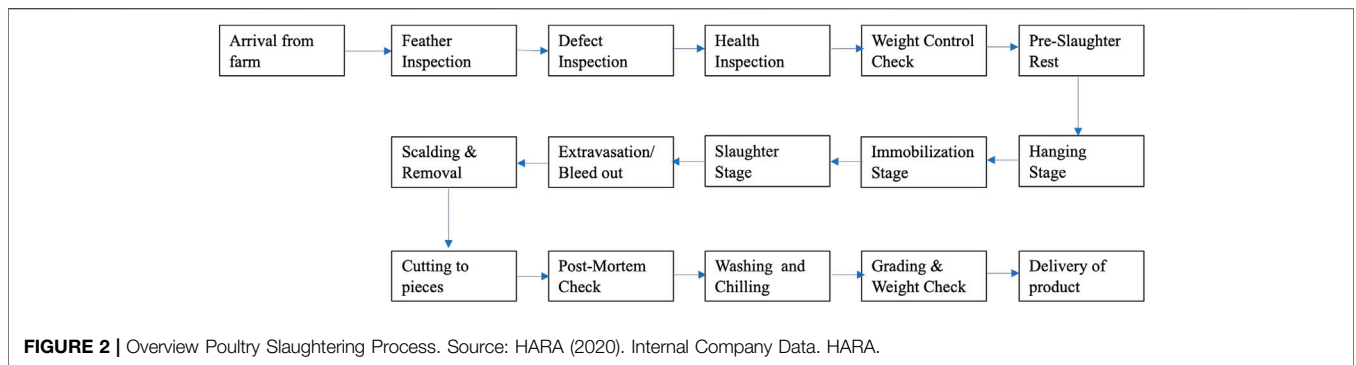 Arrival from
farm
Feather
Inspection
Defect
Inspection
Health
Inspection
Weight Control
Check
Pre-Slaughter
Rest
Hanging
Stage
Immobilization
Stage
Slaughter
Stage
Extravasation/
Bleed out
Scalding &
Removal
Cutting to
pieces
Post-Mortem
Check
Washing and
Chilling
Grading &
Weight Check
Delivery of
product
FIGURE 2 | Overview Poultry Slaughtering Process. Source: HARA (2020). Internal Company Data. HARA.